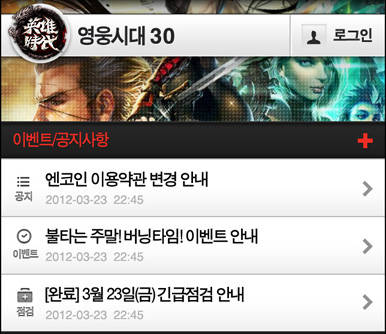 英雄
時代
영웅시대 30
로그인
이벤트/공지사항
공지
엔코인 이용약관 변경 안내
2012-03-23 22:45
이벤트
불타는 주말! 버닝타임! 이벤트 안내
2012-03-23 22:45
점검
[완료] 3월 23일(금) 긴급점검 안내
2012-03-23 22:45